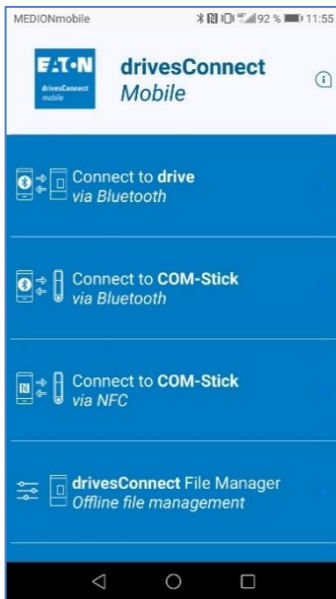 MEDIONmobile 92 % 11:55
EATON
drivesConnect
mobile
drivesConnect
Mobile
Connect to drive
via Bluetooth
Connect to COM-Stick
via Bluetooth
Connect to COM-Stick
via NFC
drivesConnect File Manager
Offline file management